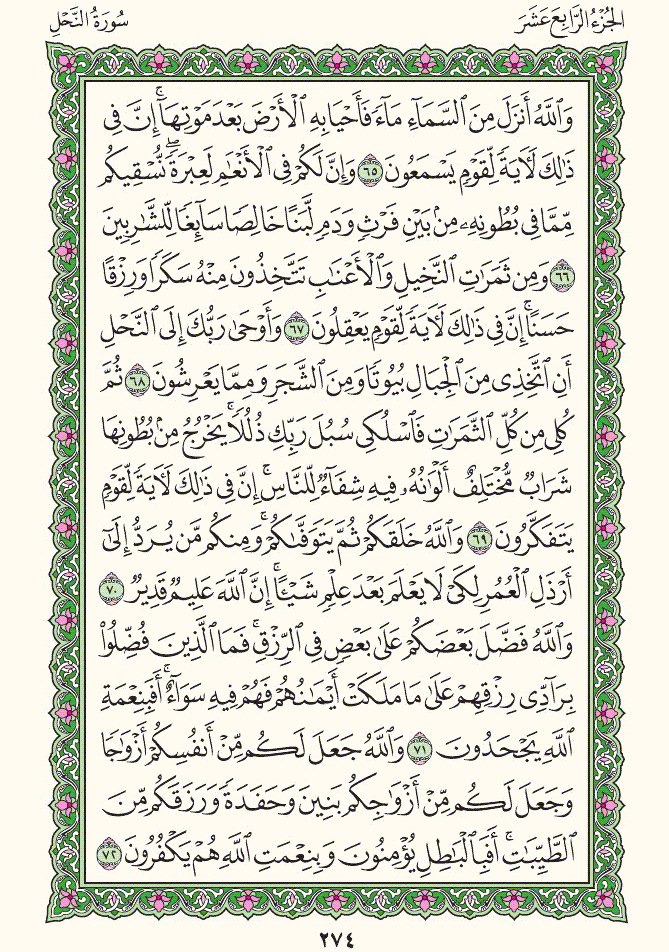 الجُزْءُ الرَّابِعَ عَشَرَ
سُورَةُ النَّحْلِ
وَٱللَّهُ أَنزَلَ مِنَ ٱلسَّمَآءِ مَآءً فَأَحْيَا بِهِ ٱلْأَرْضَ بَعْدَ مَوْتِهَآۚ إِنَّ فِى
ذَٰلِكَ لَأٓيَةً لِّقَوْمٍ يَسْمَعُونَ ٦٥ وَإِنَّ لَكُمْ فِى ٱلْأَنْعَٰمِ لَعِبْرَةًۖ نُّسْقِيكُم
مِّمَّا فِى بُطُونِهِۦ مِنۢ بَيْنِ فَرْثٍ وَدَمٍ لَّبَنًا خَالِصًا سَآئِغًا لِّلشَّٰرِبِينَ
٦٦ وَمِن ثَمَرَٰتِ ٱلنَّخِيلِ وَٱلْأَعْنَٰبِ تَتَّخِذُونَ مِنْهُ سَكَرًا وَرِزْقًا
حَسَنًاۗ إِنَّ فِى ذَٰلِكَ لَأٓيَةً لِّقَوْمٍ يَعْقِلُونَ ٦٧ وَأَوْحَىٰ رَبُّكَ إِلَى ٱلنَّحْلِ
أَنِ ٱتَّخِذِى مِنَ ٱلْجِبَالِ بُيُوتًا وَمِنَ ٱلشَّجَرِ وَمِمَّا يَعْرِشُونَ ٦٨ ثُمَّ
كُلِى مِن كُلِّ ٱلثَّمَرَٰتِ فَٱسْلُكِى سُبُلَ رَبِّكِ ذُلُلًاۚ يَخْرُجُ مِنۢ بُطُونِهَا
شَرَابٌ مُّخْتَلِفٌ أَلْوَٰنُهُۥ فِيهِ شِفَآءٌ لِّلنَّاسِۗ إِنَّ فِى ذَٰلِكَ لَأٓيَةً لِّقَوْمٍ
يَتَفَكَّرُونَ ٦٩ وَٱللَّهُ خَلَقَكُمْ ثُمَّ يَتَوَفَّىٰكُمْۚ وَمِنكُم مَّن يُرَدُّ إِلَىٰٓ
أَرْذَلِ ٱلْعُمُرِ لِكَىْ لَا يَعْلَمَ بَعْدَ عِلْمٍ شَيْـًٔاۚ إِنَّ ٱللَّهَ عَلِيمٌ قَدِيرٌ ٧٠
وَٱللَّهُ فَضَّلَ بَعْضَكُمْ عَلَىٰ بَعْضٍ فِى ٱلرِّزْقِۚ فَمَا ٱلَّذِينَ فُضِّلُوا۟
بِرَآدِّى رِزْقِهِمْ عَلَىٰ مَا مَلَكَتْ أَيْمَٰنُهُمْ فَهُمْ فِيهِ سَوَآءٌۚ أَفَبِنِعْمَةِ
ٱللَّهِ يَجْحَدُونَ ٧١ وَٱللَّهُ جَعَلَ لَكُم مِّنْ أَنفُسِكُمْ أَزْوَٰجًا
وَجَعَلَ لَكُم مِّنْ أَزْوَٰجِكُم بَنِينَ وَحَفَدَةً وَرَزَقَكُم مِّنَ
ٱلطَّيِّبَٰتِۚ أَفَبِٱلْبَٰطِلِ يُؤْمِنُونَ وَبِنِعْمَتِ ٱللَّهِ هُمْ يَكْفُرُونَ ٧٢
٢٧٤